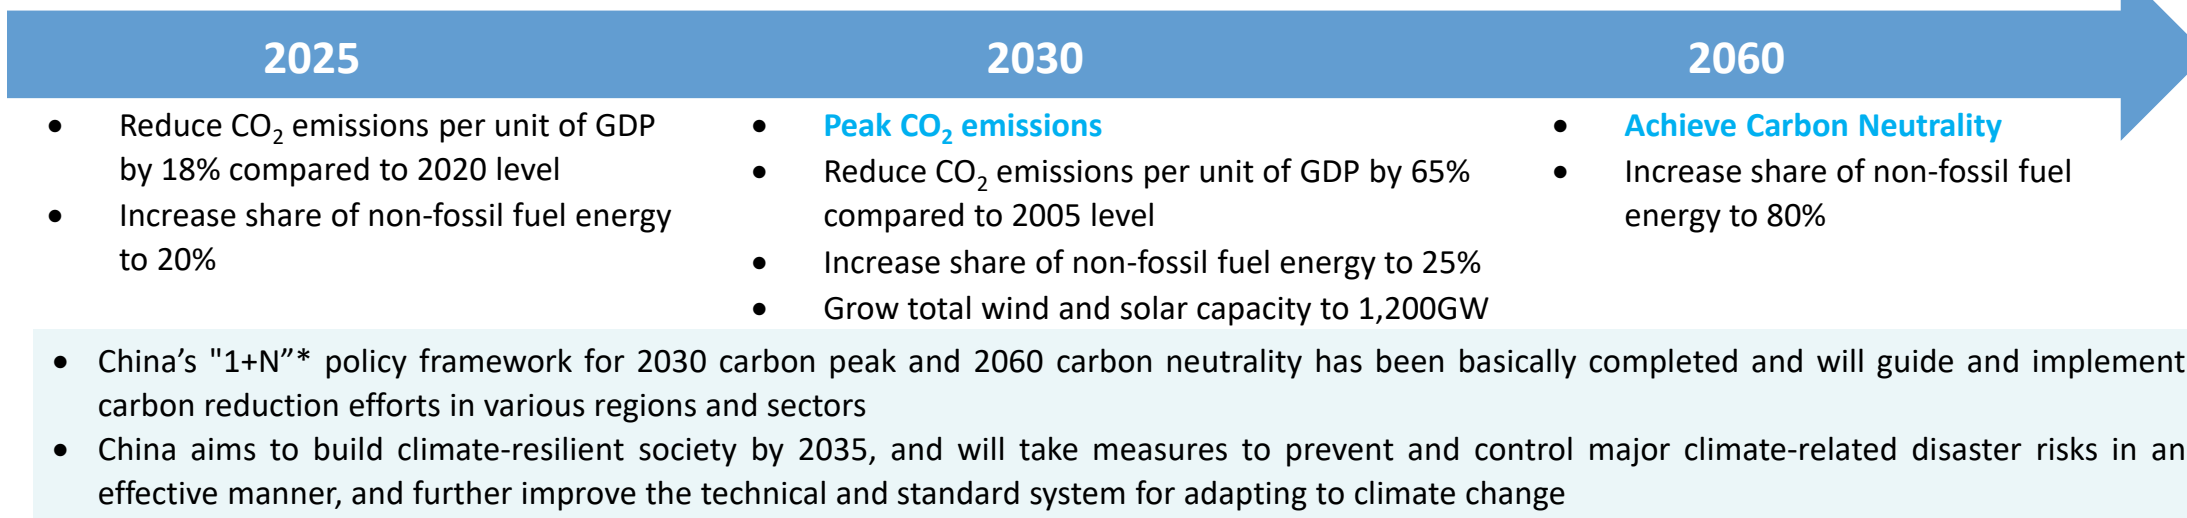 2025
2030
2060
• Reduce CO₂ emissions per unit of GDP
by 18% compared to 2020 level
• Increase share of non-fossil fuel energy
to 20%
• Peak CO₂ emissions
• Reduce CO₂ emissions per unit of GDP by 65%
compared to 2005 level
• Increase share of non-fossil fuel energy to 25%
• Grow total wind and solar capacity to 1,200GW
• Achieve Carbon Neutrality
• Increase share of non-fossil fuel
energy to 80%
• China’s "1+N”* policy framework for 2030 carbon peak and 2060 carbon neutrality has been basically completed and will guide and implement
carbon reduction efforts in various regions and sectors
• China aims to build climate-resilient society by 2035, and will take measures to prevent and control major climate-related disaster risks in an
effective manner, and further improve the technical and standard system for adapting to climate change